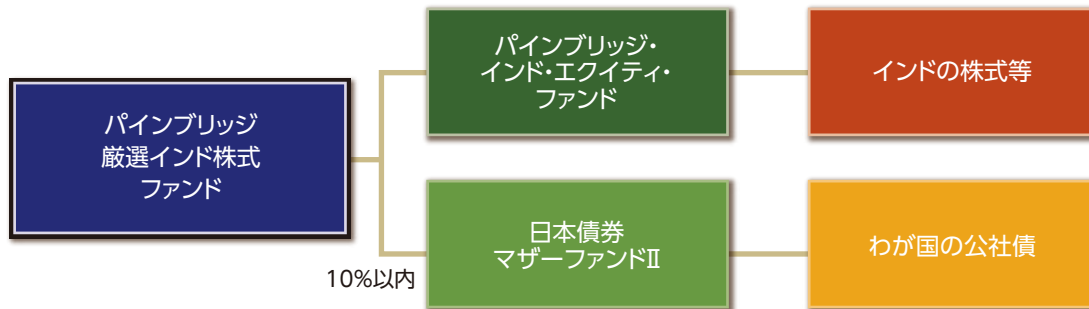 パインブリッジ
厳選インド株式
ファンド
パインブリッジ・
インド・エクイティ・
ファンド
インドの株式等
10%以内
日本債券
マザーファンドⅡ
わが国の公社債